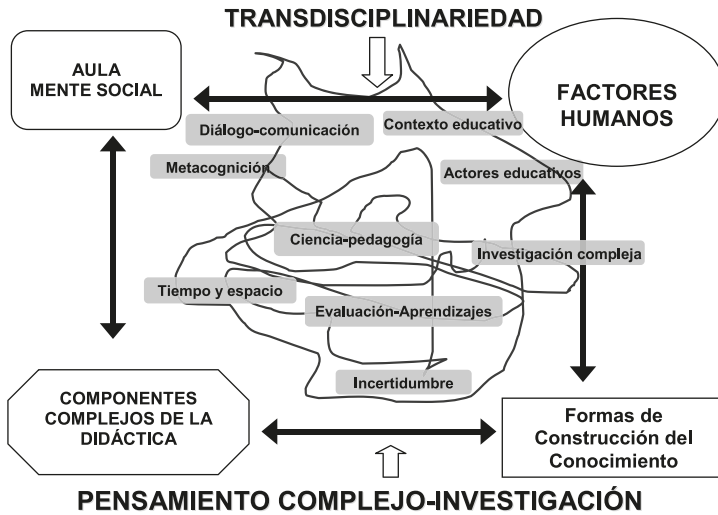 TRANSDISCIPLINARIEDAD
AULA
MENTE SOCIAL
FACTORES
HUMANOS
Diálogo-comunicación
Contexto educativo
Metacognición
Actores educativos
Ciencia-pedagogía
Investigación compleja
Tiempo y espacio
Evaluación-Aprendizajes
Incertidumbre
COMPONENTES
COMPLEJOS DE LA
DIDÁCTICA
Formas de
Construcción del
Conocimiento
PENSAMIENTO COMPLEJO-INVESTIGACIÓN